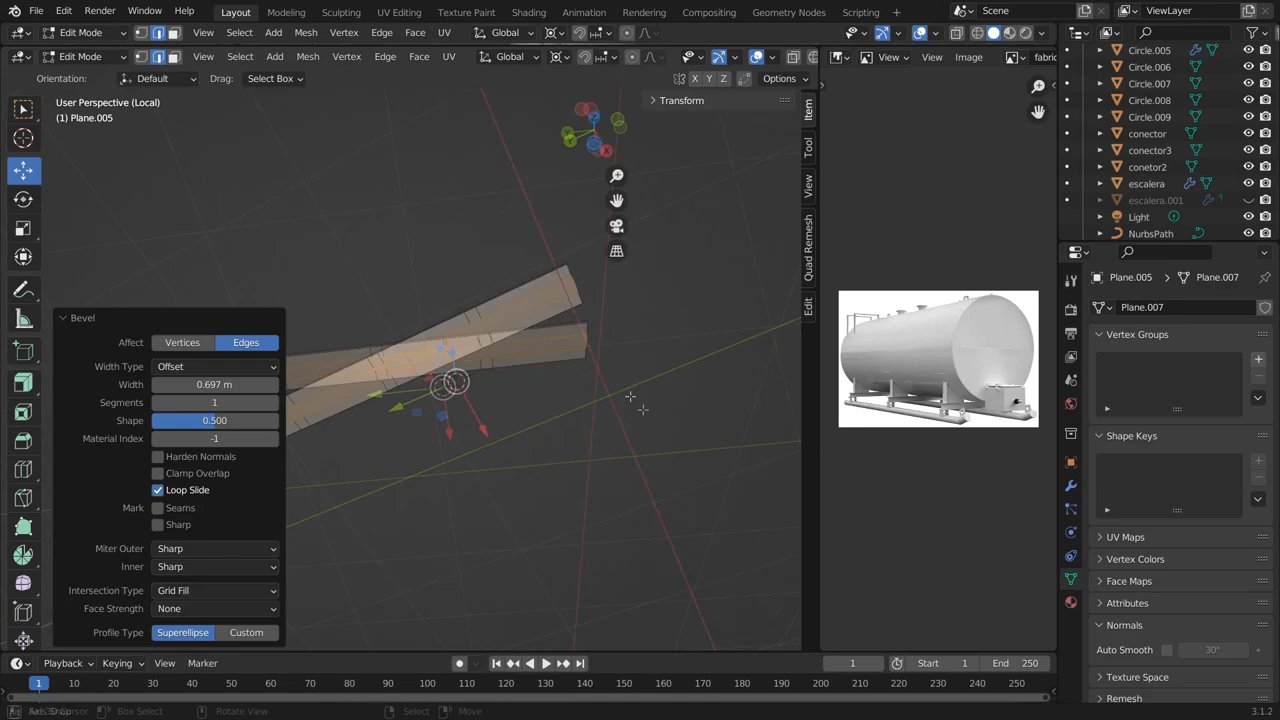 File Edit Render Window Help Layout Modeling Sculpting UV Editing Texture Paint Shading Animation Rendering Compositing Geometry Nodes Scripting Scene ViewLayer
Edit Mode View Select Add Mesh Vertex Edge Face UV Global
Edit Mode View Select Add Mesh Vertex Edge Face UV Global View View Image fabric
Orientation: Default Drag: Select Box X Y Z Options
User Perspective (Local)
(1) Plane.005
Transform
Item
Tool
View
Quad Remesh
Edit
Circle.005
Circle.006
Circle.007
Circle.008
Circle.009
conector
conector3
conetor2
escalera
escalera.001
Light
NurbsPath
Plane.005 Plane.007
Plane.007
Vertex Groups
Shape Keys
UV Maps
Vertex Colors
Face Maps
Attributes
Normals
Auto Smooth 30°
Texture Space
Remesh
Bevel
Affect Vertices Edges
Width Type Offset
Width 0.697 m
Segments 1
Shape 0.500
Material Index -1
Harden Normals
Clamp Overlap
Loop Slide
Mark Seams
Sharp
Miter Outer Sharp
Inner Sharp
Intersection Type Grid Fill
Face Strength None
Profile Type Superellipse Custom
Playback Keying View Marker 1 Start 1 End 250
1 10 20 30 40 50 60 70 80 90 100 110 120 130 140 150 160 170 180 190 200 210 220 230 240 250
Box Select Rotate View Select Move 3.1.2